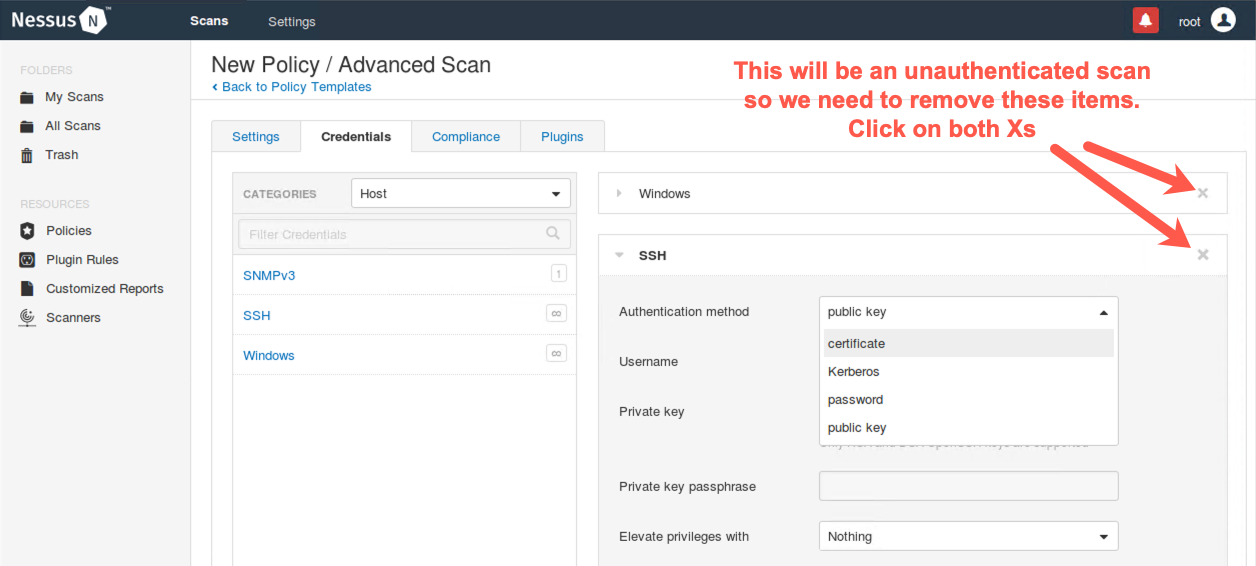 Nessus N ™ Scans Settings root
FOLDERS
My Scans
All Scans
Trash
RESOURCES
Policies
Plugin Rules
Customized Reports
Scanners
New Policy / Advanced Scan
Back to Policy Templates
This will be an unauthenticated scan
so we need to remove these items.
Click on both Xs
Settings Credentials Compliance Plugins
CATEGORIES Host
Filter Credentials
SNMPv3 1
SSH ∞
Windows ∞
Windows
SSH
Authentication method public key
certificate
Kerberos
password
public key
Username
Private key
Private key passphrase
Elevate privileges with Nothing